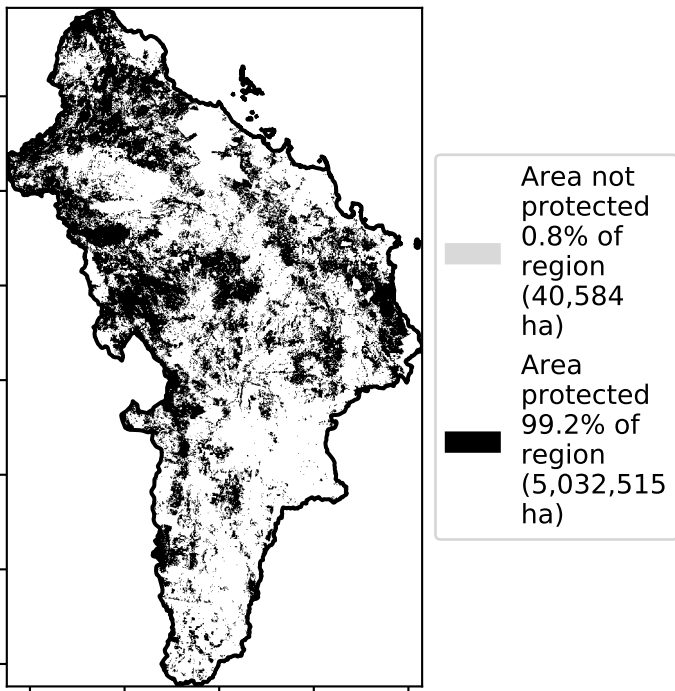 Area not
protected
0.8% of
region
(40,584
ha)
Area
protected
99.2% of
region
(5,032,515
ha)